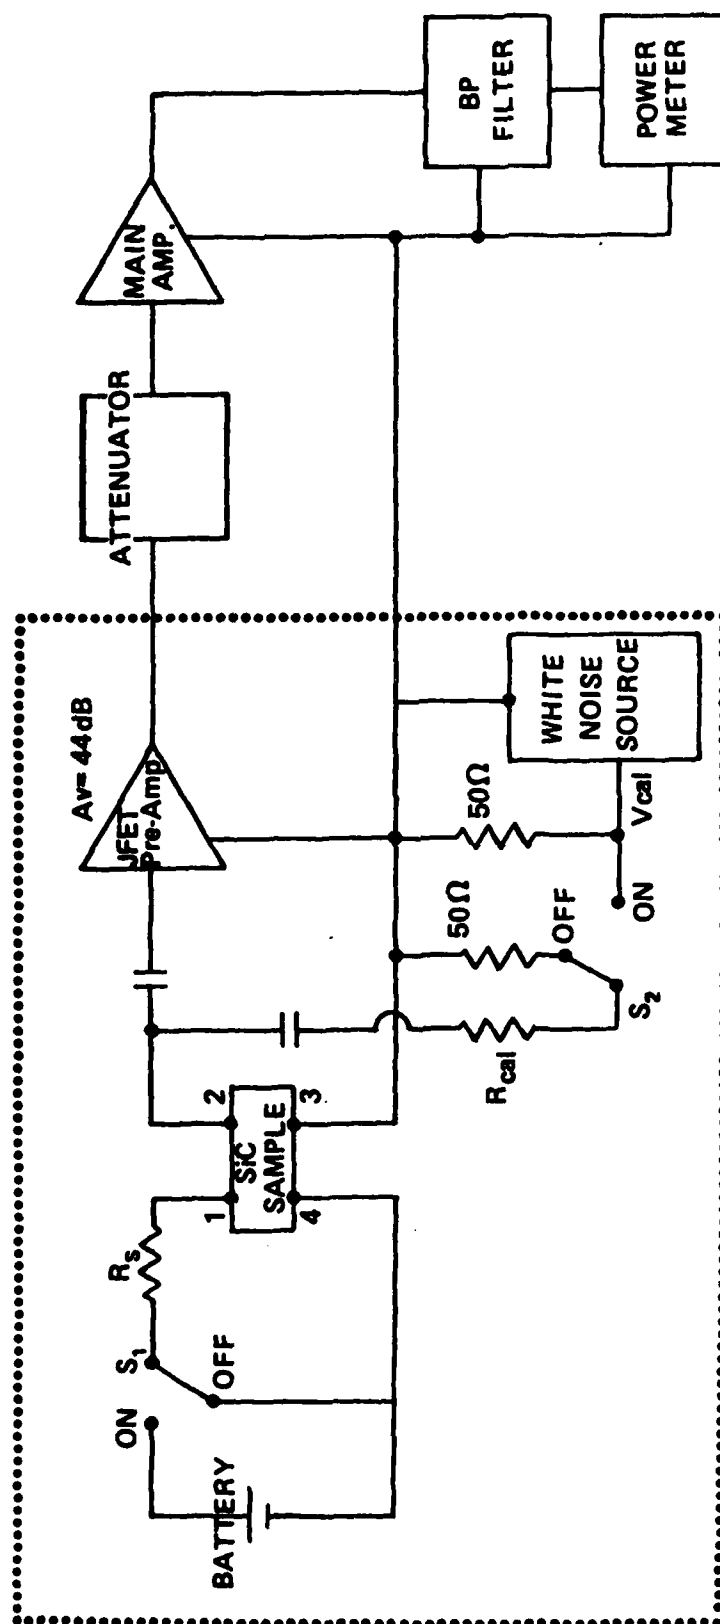 BATTERY
ON
OFF
S1
Rs
1
2
SiC
SAMPLE
4
3
Rcal
S2
OFF
ON
50Ω
50Ω
Vcal
WHITE
NOISE
SOURCE
Av= 44dB
JFET
Pre-Amp
ATTENUATOR
MAIN
AMP.
BP
FILTER
POWER
METER